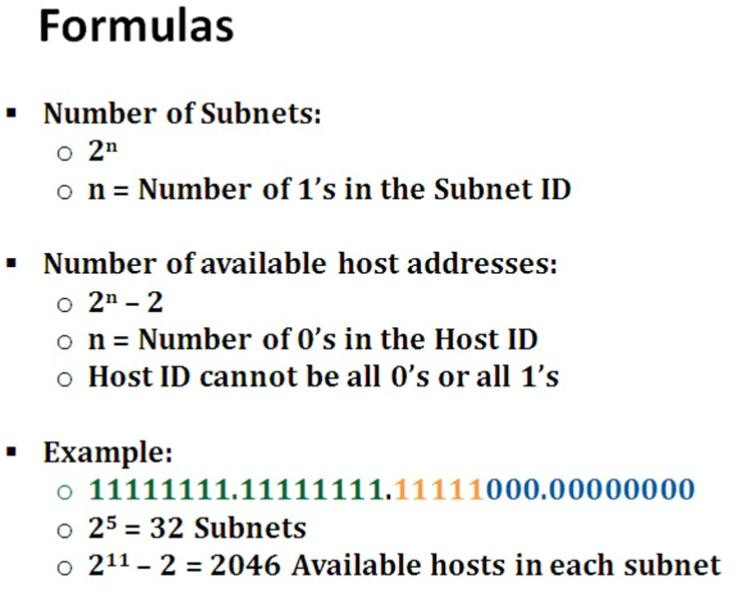 Formulas
▪ Number of Subnets:
o 2ⁿ
o n = Number of 1's in the Subnet ID
▪ Number of available host addresses:
o 2ⁿ – 2
o n = Number of 0's in the Host ID
o Host ID cannot be all 0's or all 1's
▪ Example:
o 11111111.11111111.11111000.00000000
o 2⁵ = 32 Subnets
o 2¹¹ – 2 = 2046 Available hosts in each subnet